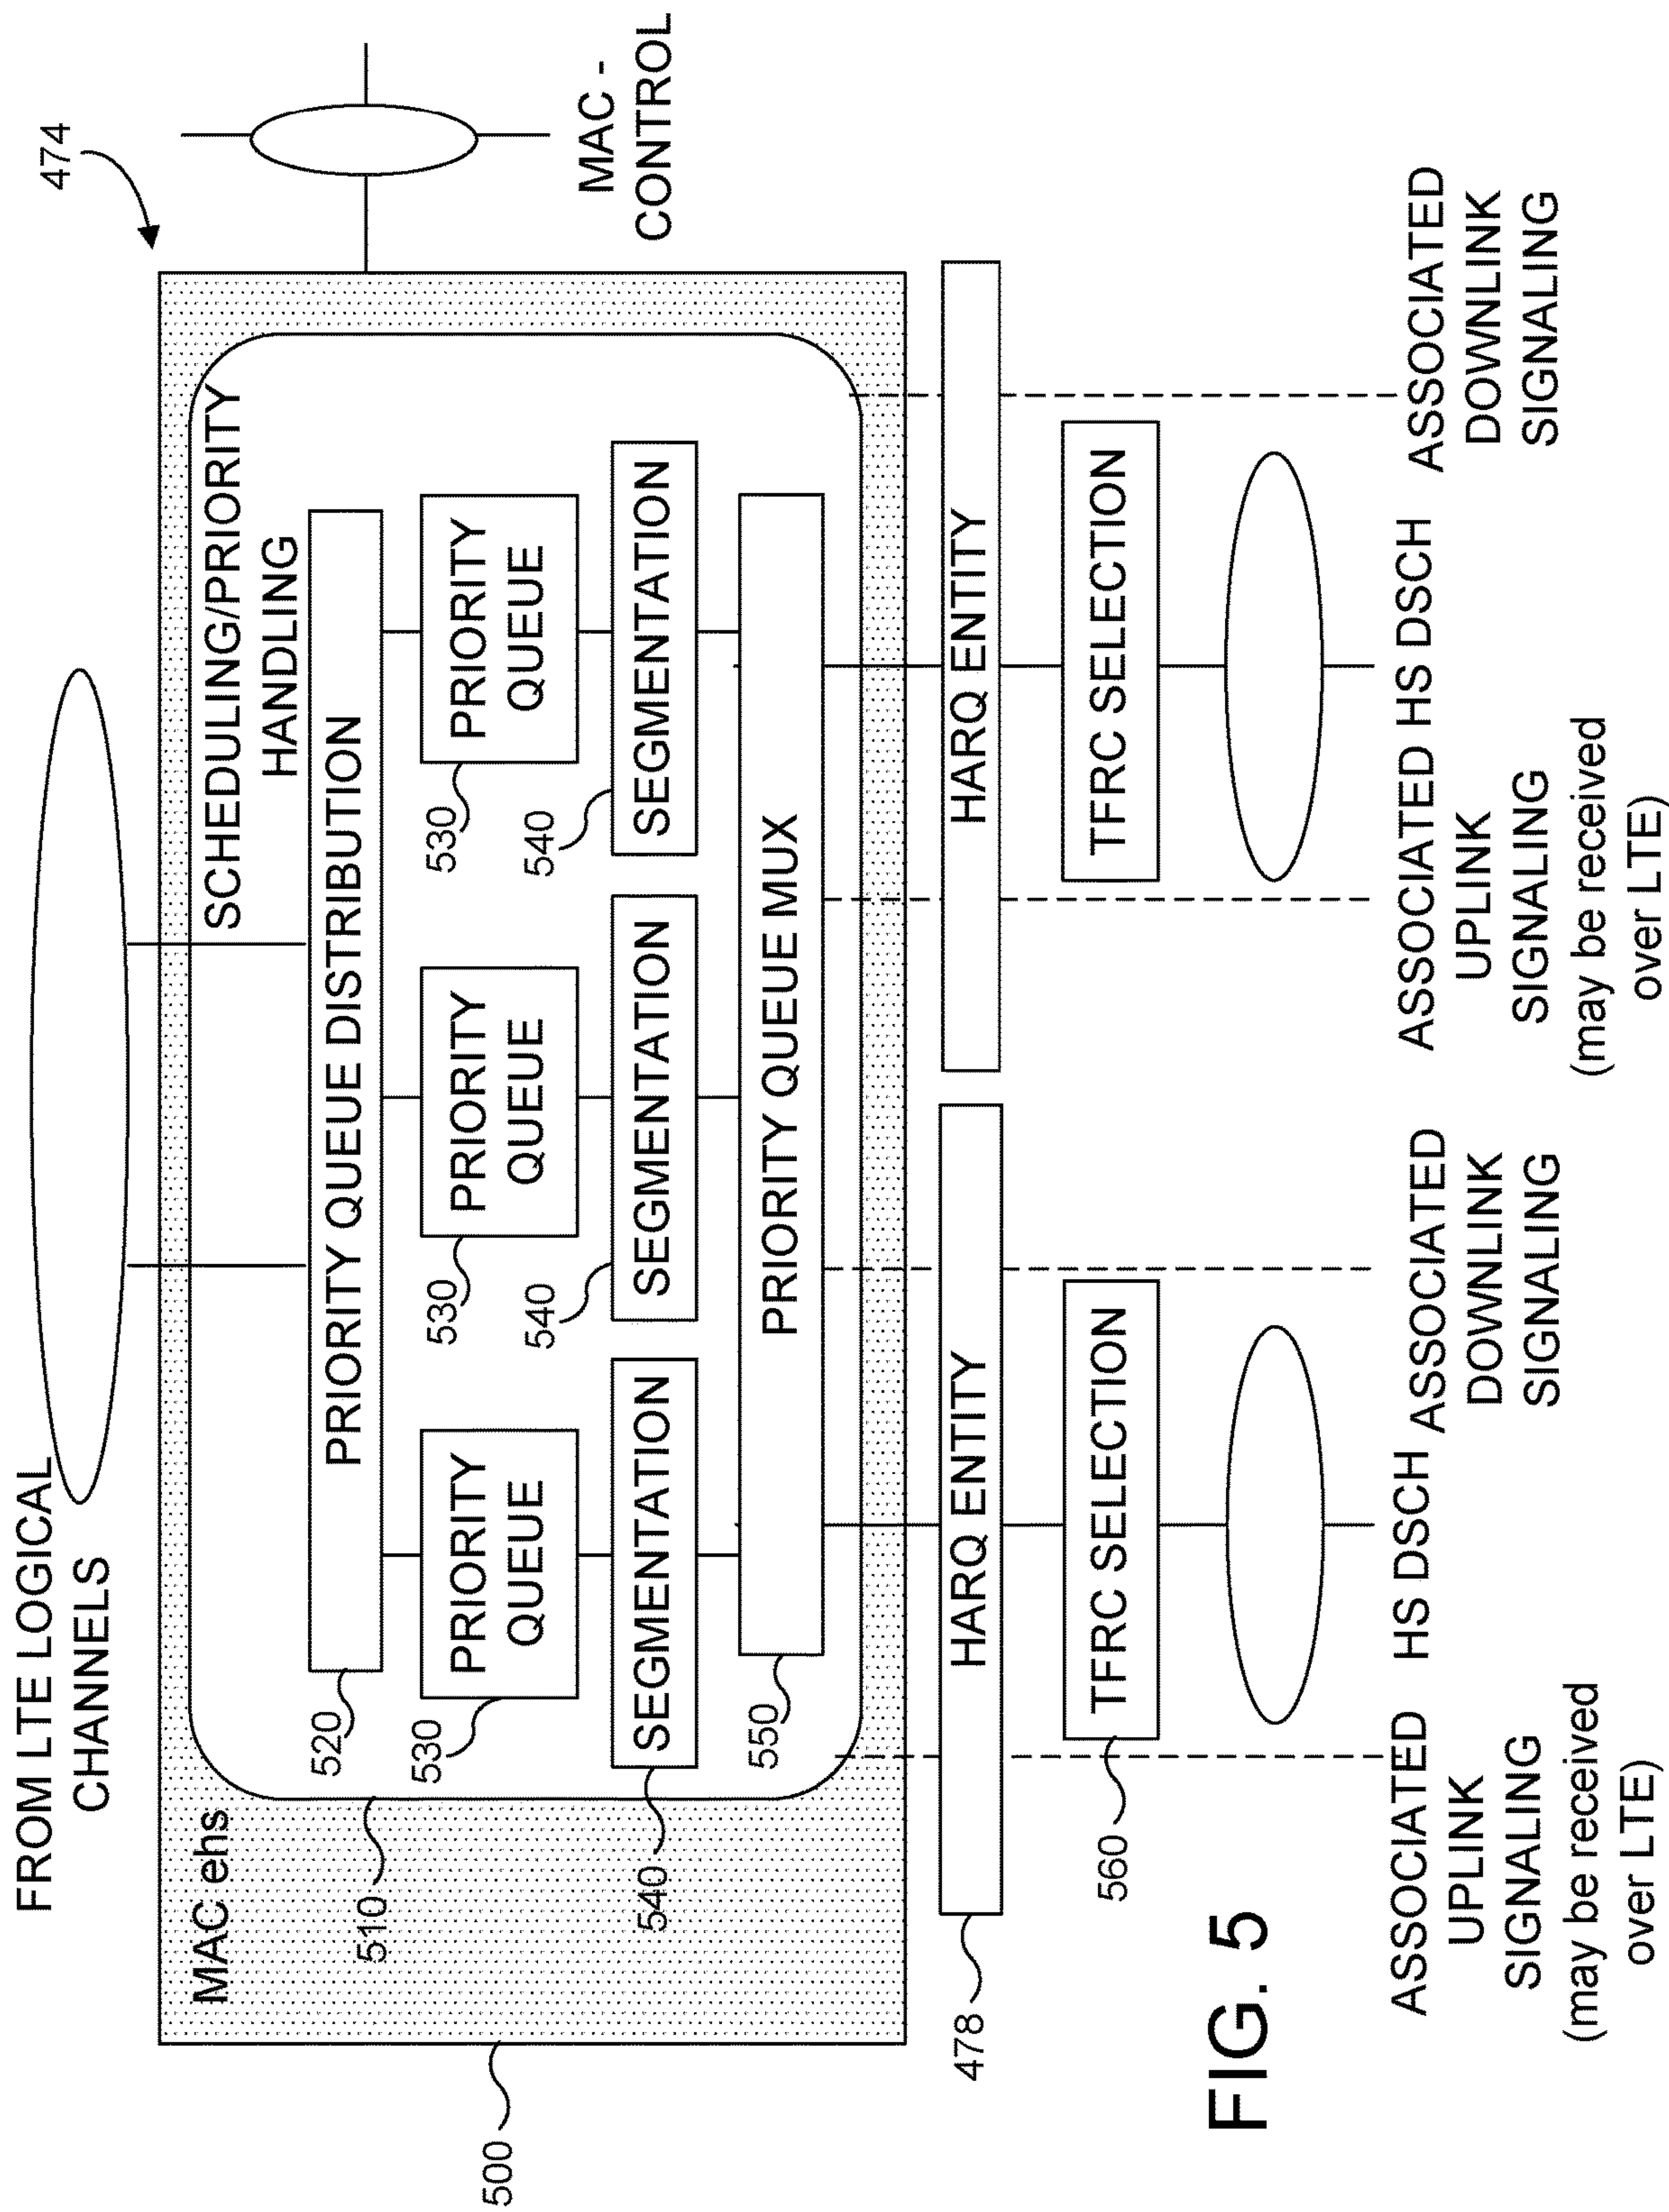 FROM LTE LOGICAL
CHANNELS
474
MAC -
CONTROL
MAC ehs
SCHEDULING/PRIORITY
HANDLING
510
520
PRIORITY QUEUE DISTRIBUTION
530
PRIORITY
QUEUE
530
PRIORITY
QUEUE
530
PRIORITY
QUEUE
540
SEGMENTATION
540
SEGMENTATION
540
SEGMENTATION
550
PRIORITY QUEUE MUX
500
478
HARQ ENTITY
HARQ ENTITY
560
TFRC SELECTION
TFRC SELECTION
ASSOCIATED
UPLINK
SIGNALING
(may be received
over LTE)
HS DSCH
ASSOCIATED
DOWNLINK
SIGNALING
ASSOCIATED
UPLINK
SIGNALING
(may be received
over LTE)
HS DSCH
ASSOCIATED
DOWNLINK
SIGNALING
FIG. 5